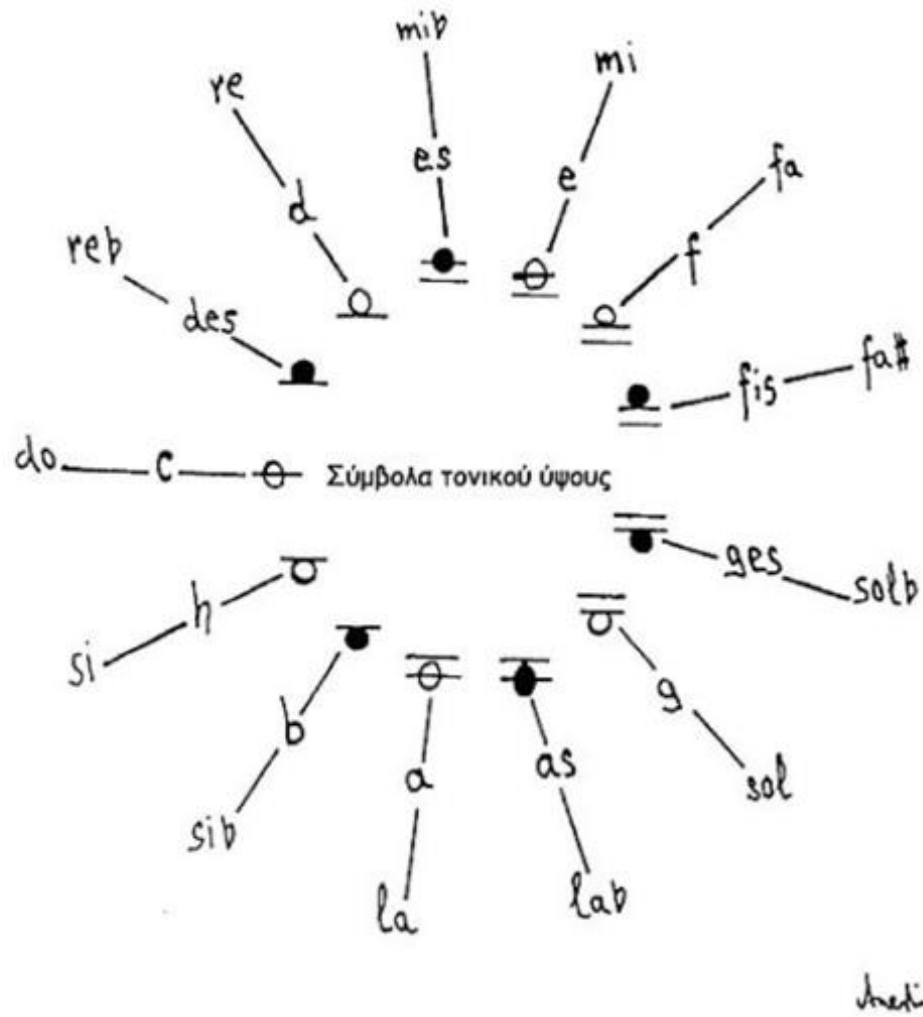 do c
reb des
re d
mib es
mi e
fa f
fa# fis
Σύμβολα τονικού ύψους
solb ges
sol g
lab as
la a
sib b
si h